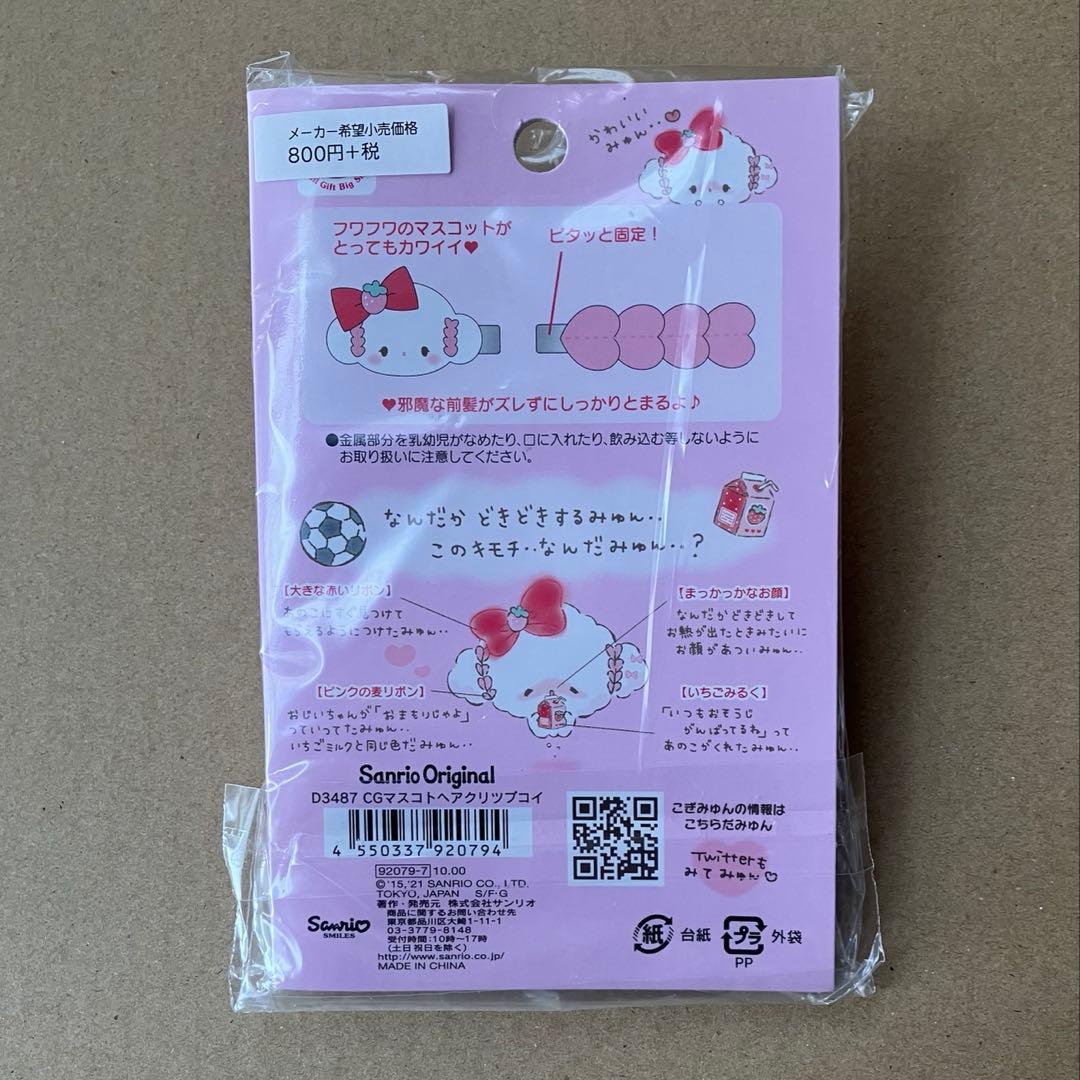 メーカー希望小売価格
800円+税
Gift Big S
かわいい
みゅん‥♡
フワフワのマスコットが
とってもカワイイ♥
ピタッと固定！
♥邪魔な前髪がズレずにしっかりとまるよ♪
●金属部分を乳幼児がなめたり、口に入れたり、飲み込む等しないように
お取り扱いに注意してください。
なんだか どきどきするみゅん‥
このキモチ‥なんだみゅん‥？
【大きな赤いリボン】
あのこにすぐ見つけて
もらえるようにつけたみゅん‥
【まっかっかなお顔】
なんだかどきどきして
お熱が出たときみたいに
お顔があついみゅん‥
【ピンクの麦リボン】
おじいちゃんが「おまもりじゃよ」
っていってたみゅん‥
いちごミルクと同じ色だみゅん‥
【いちごみるく】
「いつもおそうじ
がんばってるね」って
あのこがくれたみゅん‥
Sanrio Original
D3487 CGマスコトヘアクリツプコイ
4 550337 920794
92079-7 10.00
©'15,'21 SANRIO CO., LTD.
TOKYO, JAPAN S/F·G
著作・発売元 株式会社サンリオ
商品に関するお問い合わせ先
東京都品川区大崎1-11-1
03-3779-8148
受付時間:10時〜17時
(土日祝日を除く)
http://www.sanrio.co.jp/
MADE IN CHINA
Sanrio
SMILES
こぎみゅんの情報は
こちらだみゅん
Twitterも
みてみゅん♡
紙 台紙
プラ 外袋
PP